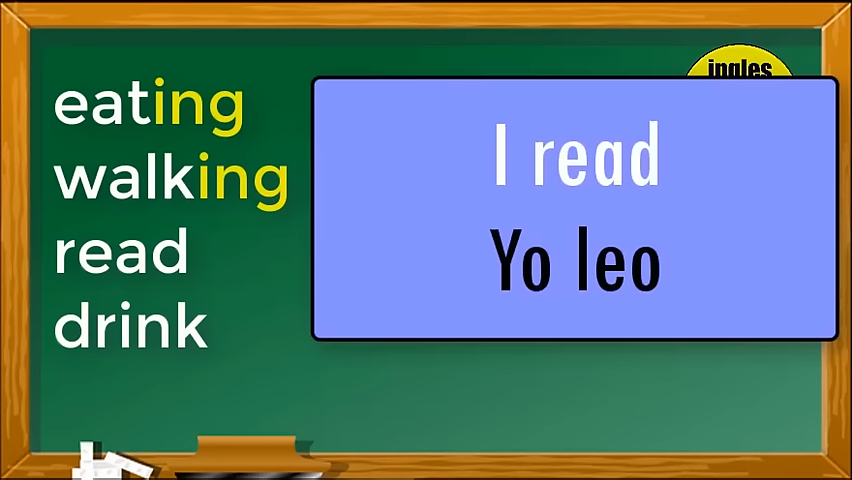 eating
walking
read
drink
ingles
I read
Yo leo